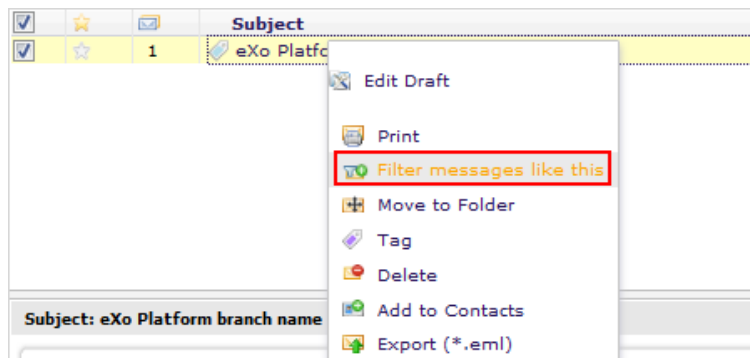 Subject
1
eXo Platfo
Edit Draft
Print
Filter messages like this
Move to Folder
Tag
Delete
Add to Contacts
Subject: eXo Platform branch name
Export (*.eml)